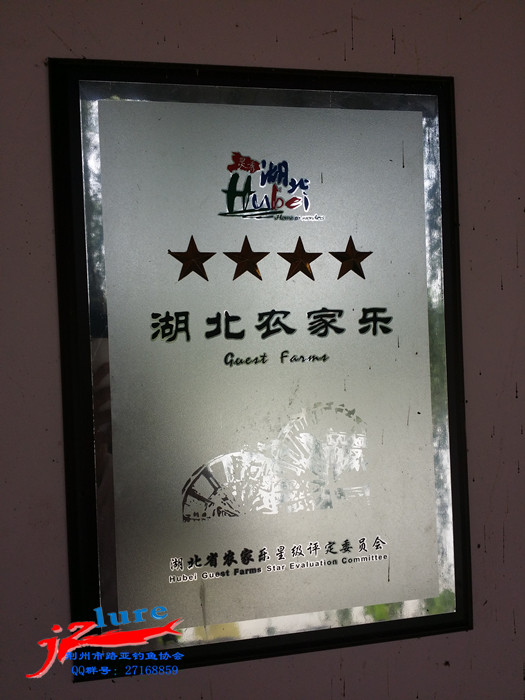 湖北
Hubei
湖北农家乐
Guest Farms
湖北省农家乐星级评定委员会
Hubei Guest Farms Star Evaluation Committee
jzlure
荆州市路亚钓鱼协会
QQ群号：27168859